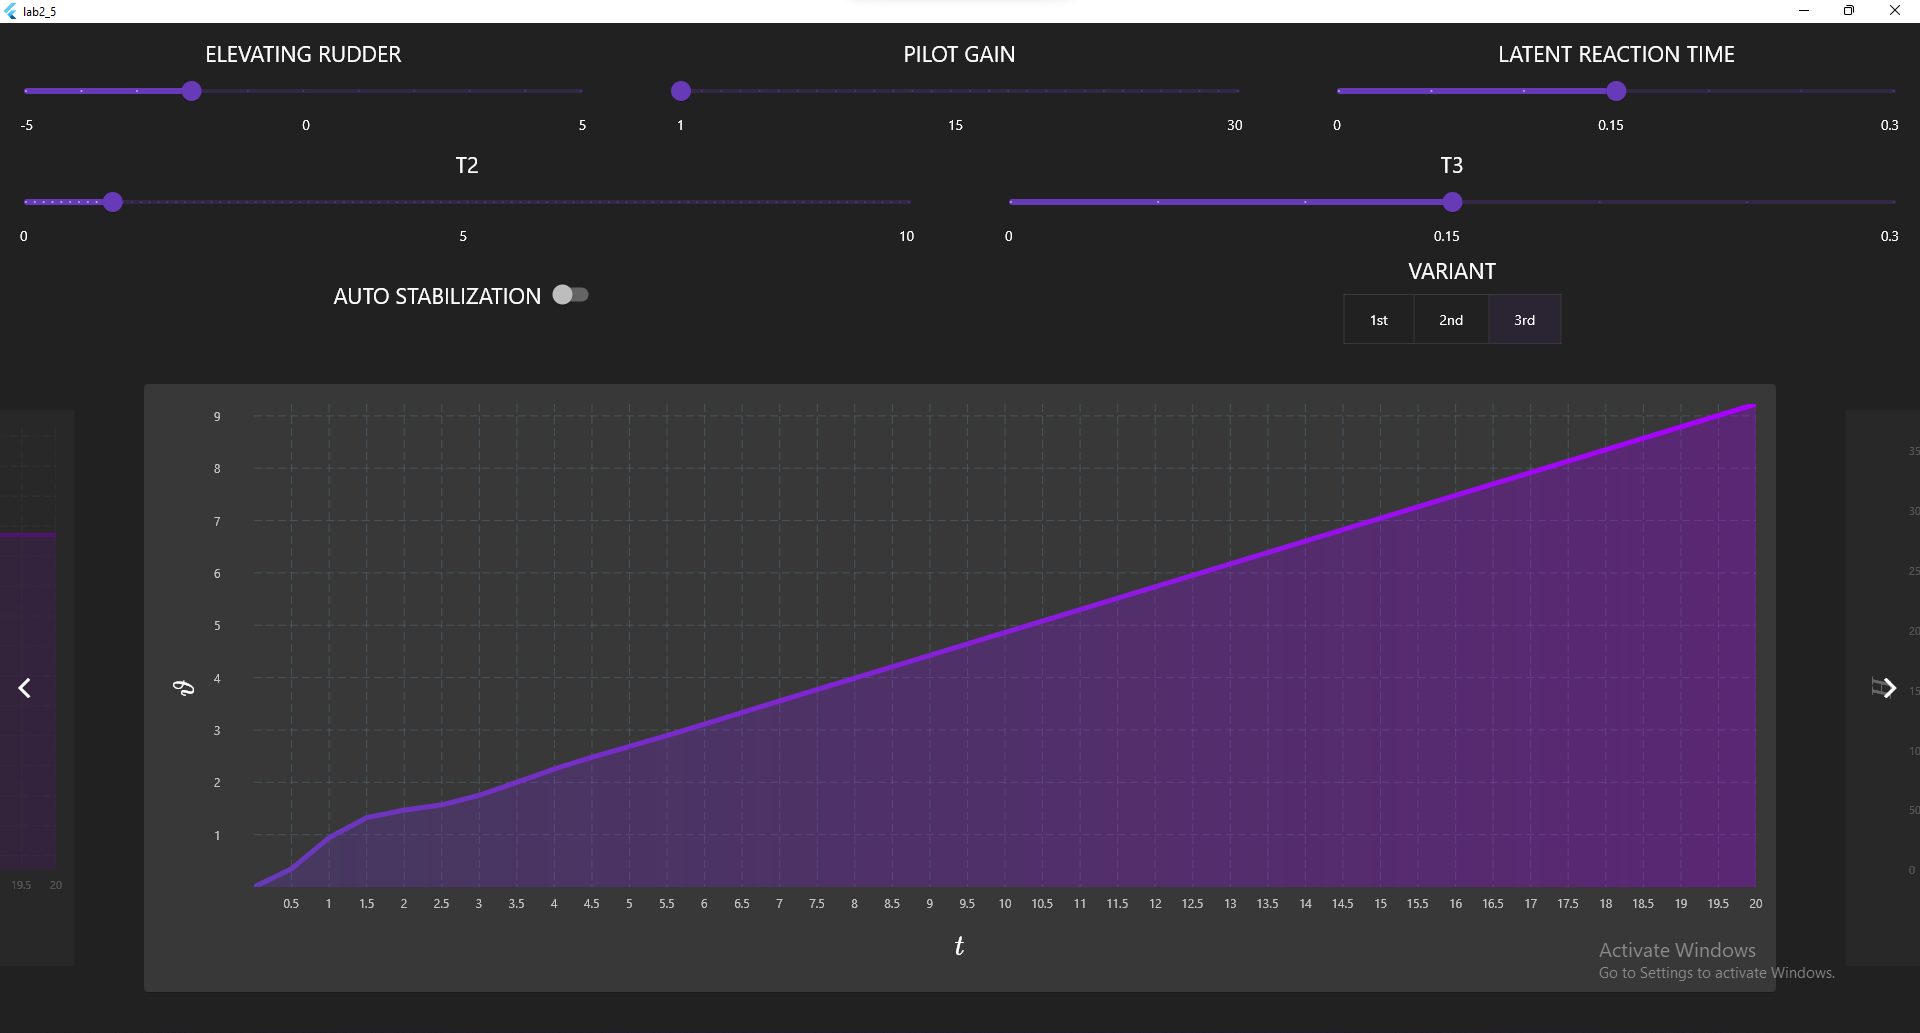 lab2_5
ELEVATING RUDDER PILOT GAIN LATENT REACTION TIME
-5 0 5 1 15 30 0 0.15 0.3
T2 T3
0 5 10 0 0.15 0.3
VARIANT
AUTO STABILIZATION
1st 2nd 3rd
9
8
7
6
5
4
ϑ
3
2
1
35
30
25
20
H
15
10
50
0
19.5 20
0.5 1 1.5 2 2.5 3 3.5 4 4.5 5 5.5 6 6.5 7 7.5 8 8.5 9 9.5 10 10.5 11 11.5 12 12.5 13 13.5 14 14.5 15 15.5 16 16.5 17 17.5 18 18.5 19 19.5 20
t
Activate Windows
Go to Settings to activate Windows.